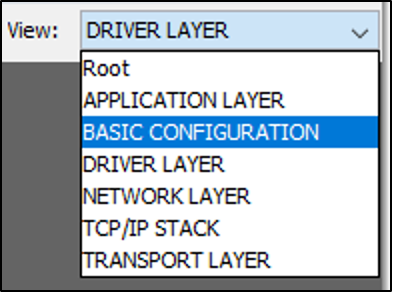 View: DRIVER LAYER
Root
APPLICATION LAYER
BASIC CONFIGURATION
DRIVER LAYER
NETWORK LAYER
TCP/IP STACK
TRANSPORT LAYER